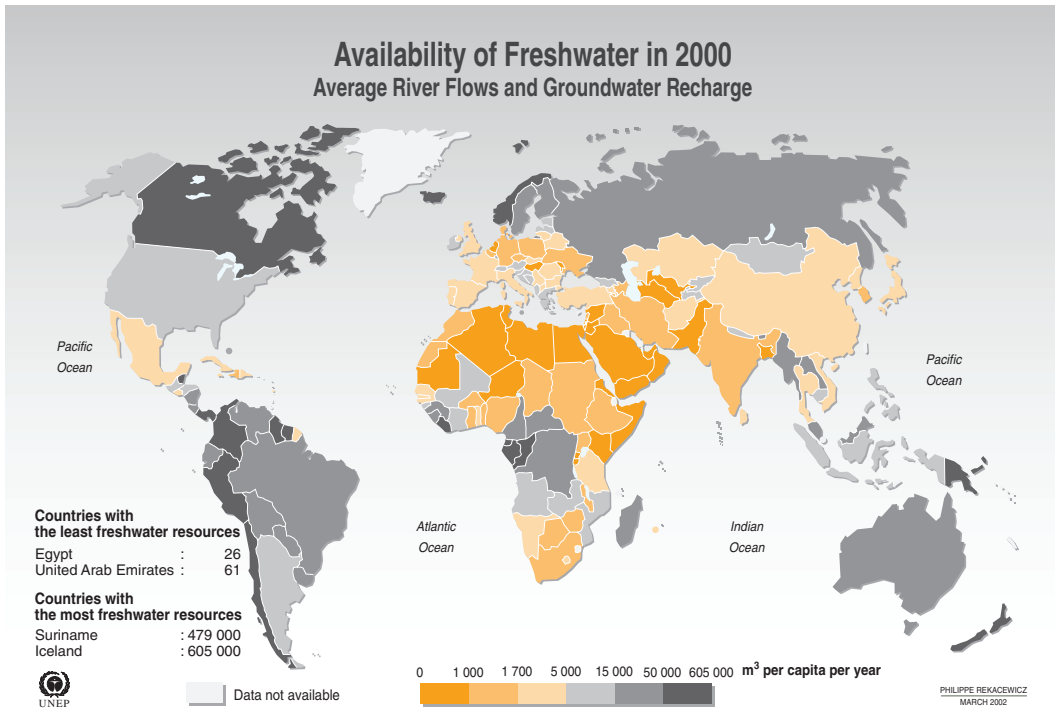 Availability of Freshwater in 2000
Average River Flows and Groundwater Recharge
Pacific
Ocean
Pacific
Ocean
Atlantic
Ocean
Indian
Ocean
Countries with
the least freshwater resources
Egypt : 26
United Arab Emirates : 61
Countries with
the most freshwater resources
Suriname : 479 000
Iceland : 605 000
0 1 000 1 700 5 000 15 000 50 000 605 000 m³ per capita per year
Data not available
UNEP
PHILIPPE REKACEWICZ
MARCH 2002